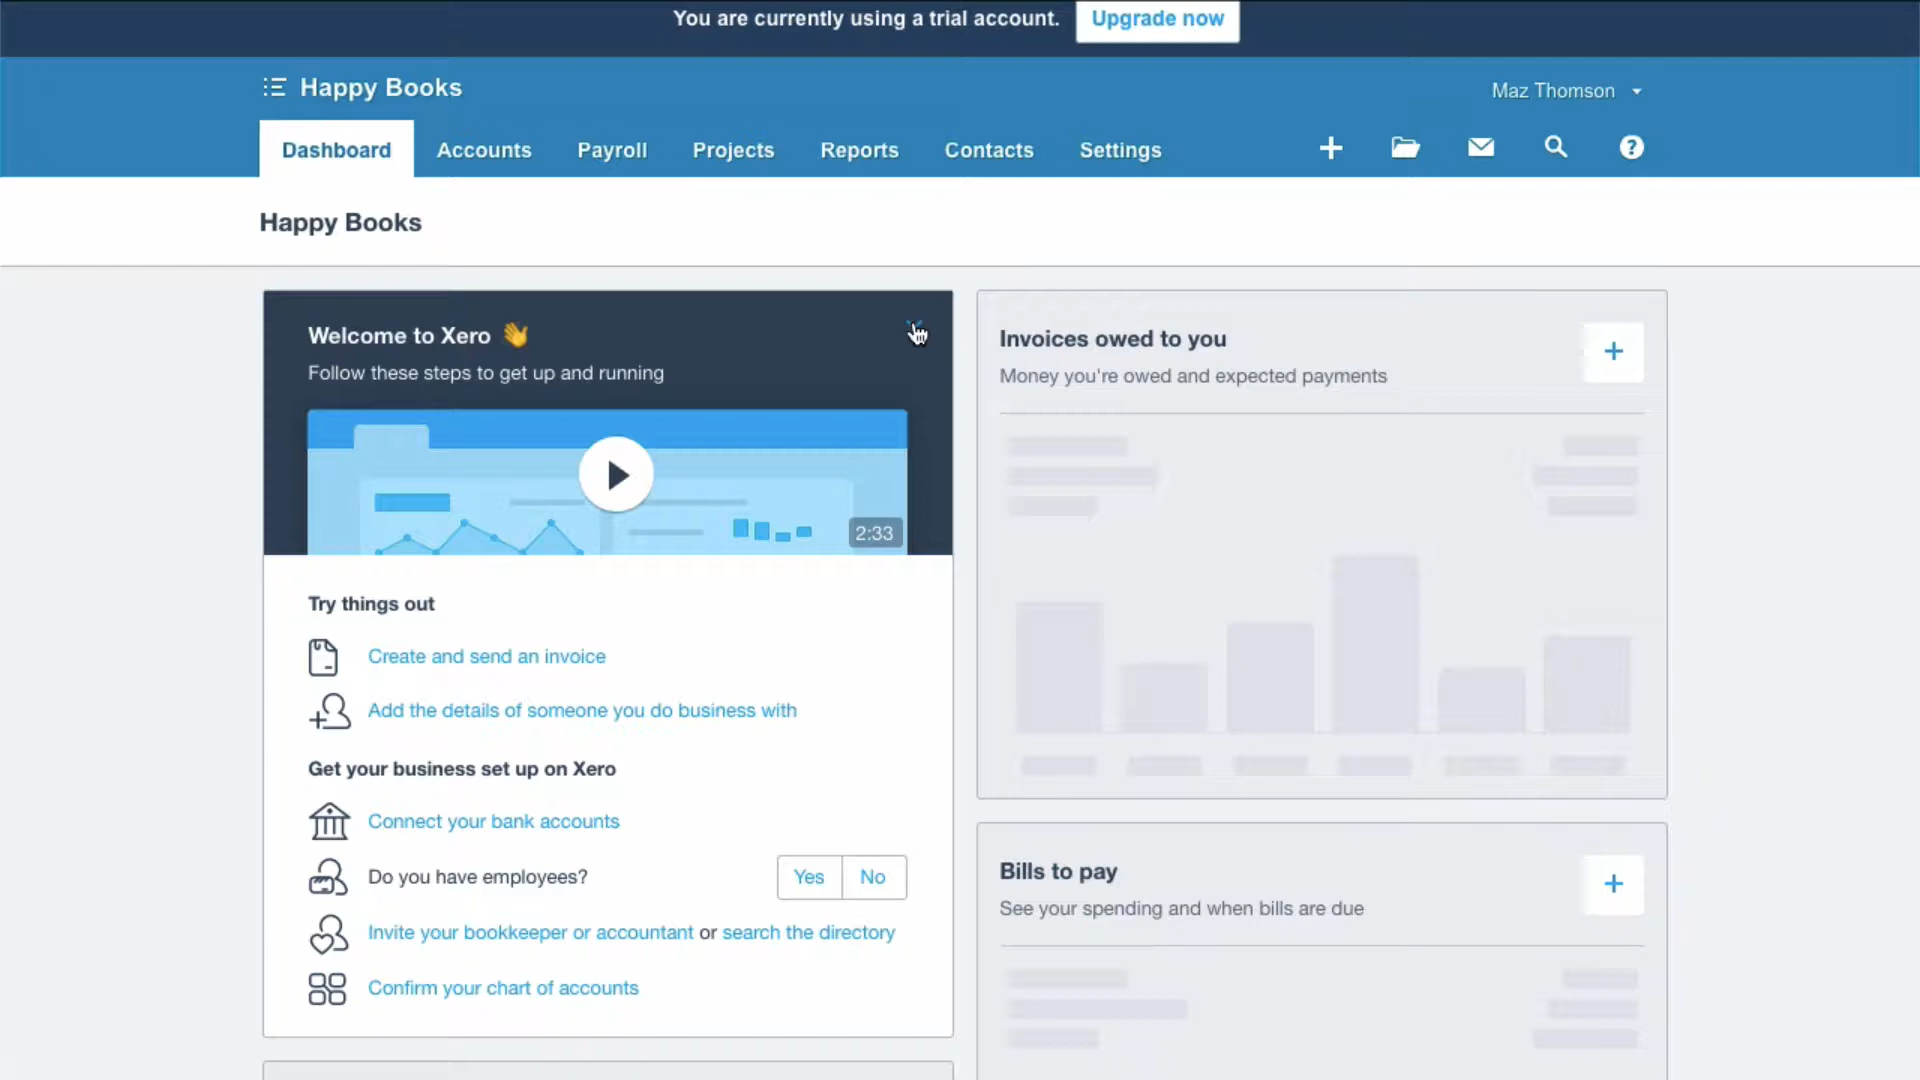 You are currently using a trial account. Upgrade now
Happy Books
Maz Thomson
Dashboard Accounts Payroll Projects Reports Contacts Settings
Happy Books
Welcome to Xero 👋
Follow these steps to get up and running
2:33
Try things out
Create and send an invoice
Add the details of someone you do business with
Get your business set up on Xero
Connect your bank accounts
Do you have employees? Yes No
Invite your bookkeeper or accountant or search the directory
Confirm your chart of accounts
Invoices owed to you
Money you're owed and expected payments
Bills to pay
See your spending and when bills are due